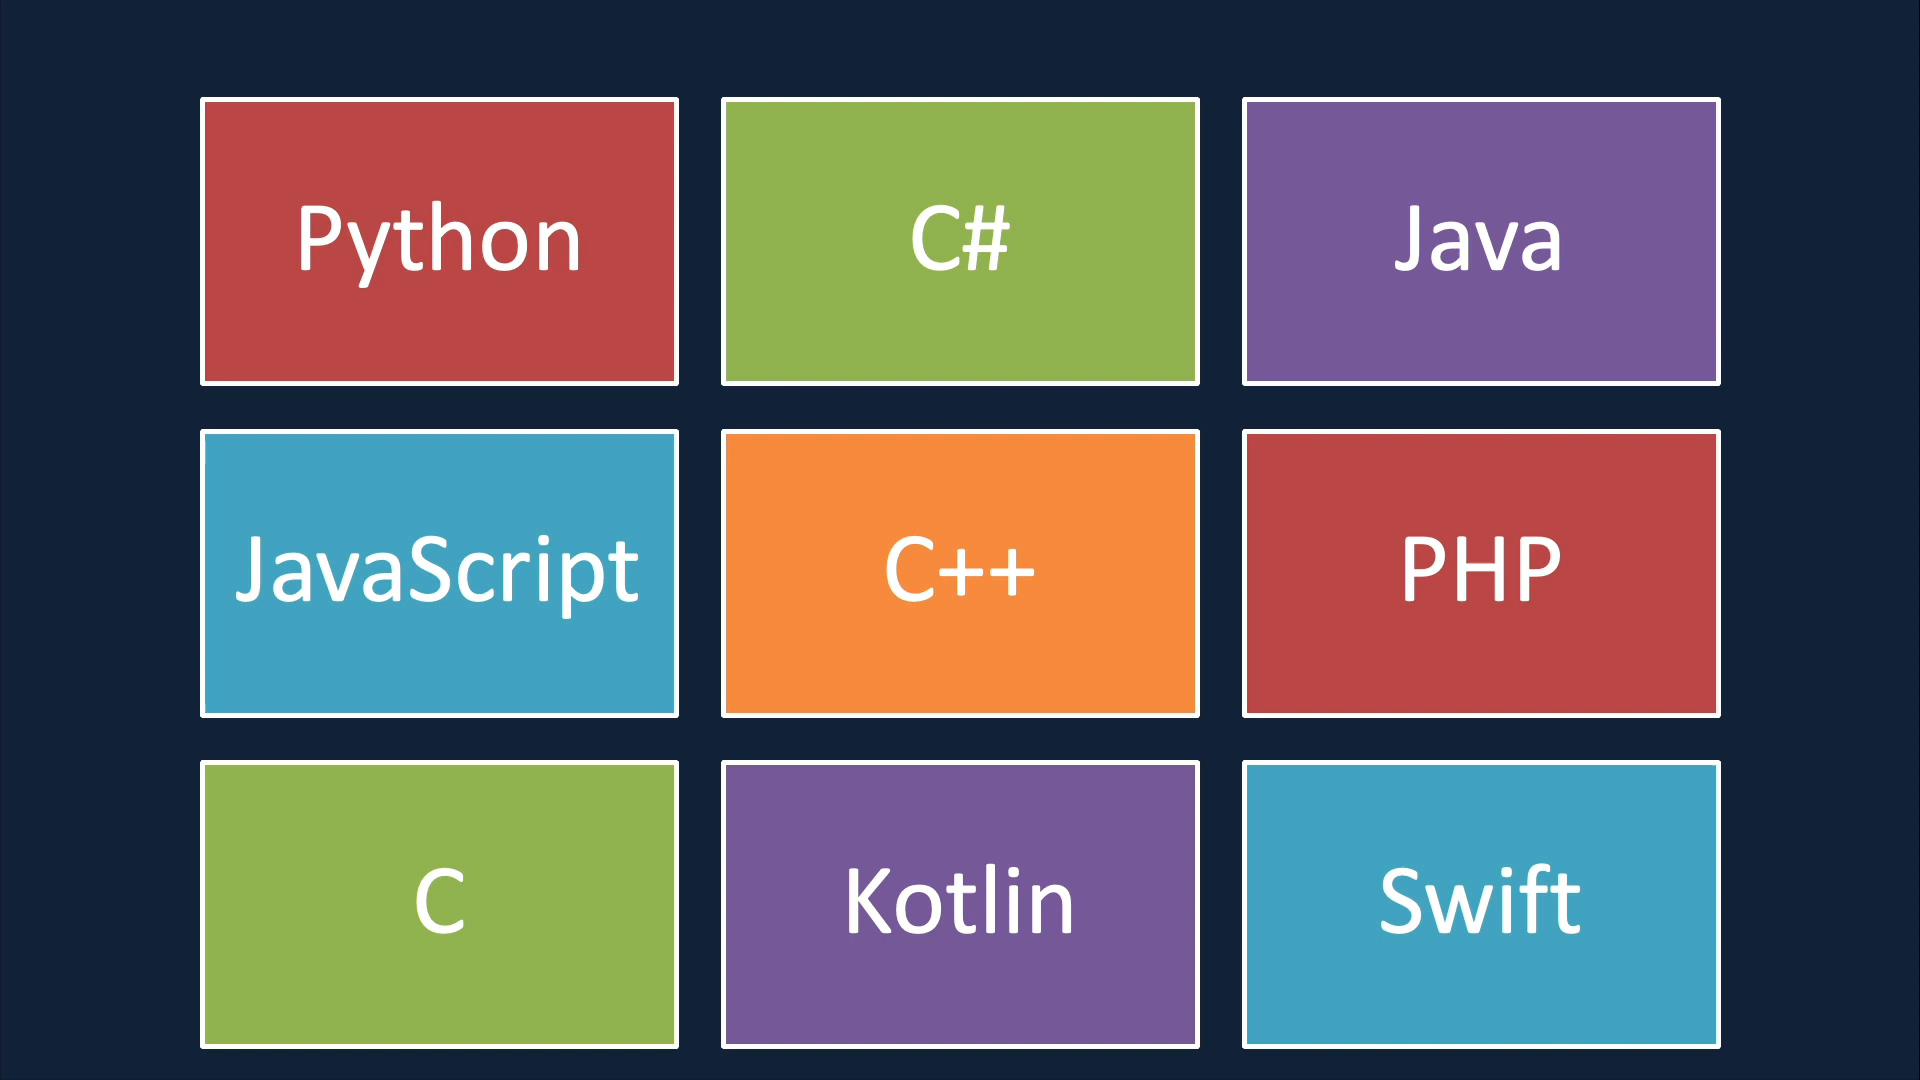 Python
C#
Java
JavaScript
C++
PHP
C
Kotlin
Swift